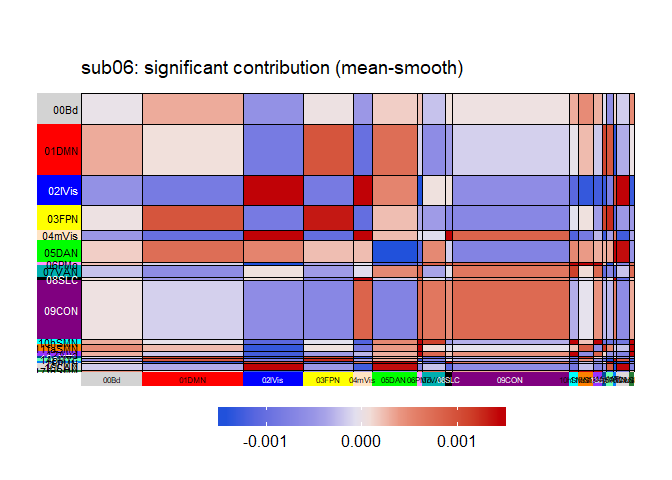 sub06: significant contribution (mean-smooth)
00Bd
01DMN
02lVis
03FPN
04mVis
05DAN
07VAN
08SLC
09CON
00Bd
01DMN
02lVis
03FPN
04mVis
05DAN
08SLC
09CON
-0.001 0.000 0.001